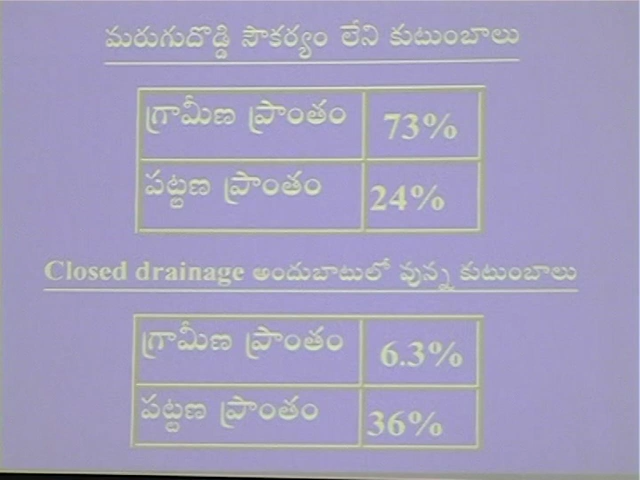 మరుగుదొడ్డి సౌకర్యం లేని కుటుంబాలు
గ్రామీణ ప్రాంతం 73%
పట్టణ ప్రాంతం 24%
Closed drainage అందుబాటులో వున్న కుటుంబాలు
గ్రామీణ ప్రాంతం 6.3%
పట్టణ ప్రాంతం 36%